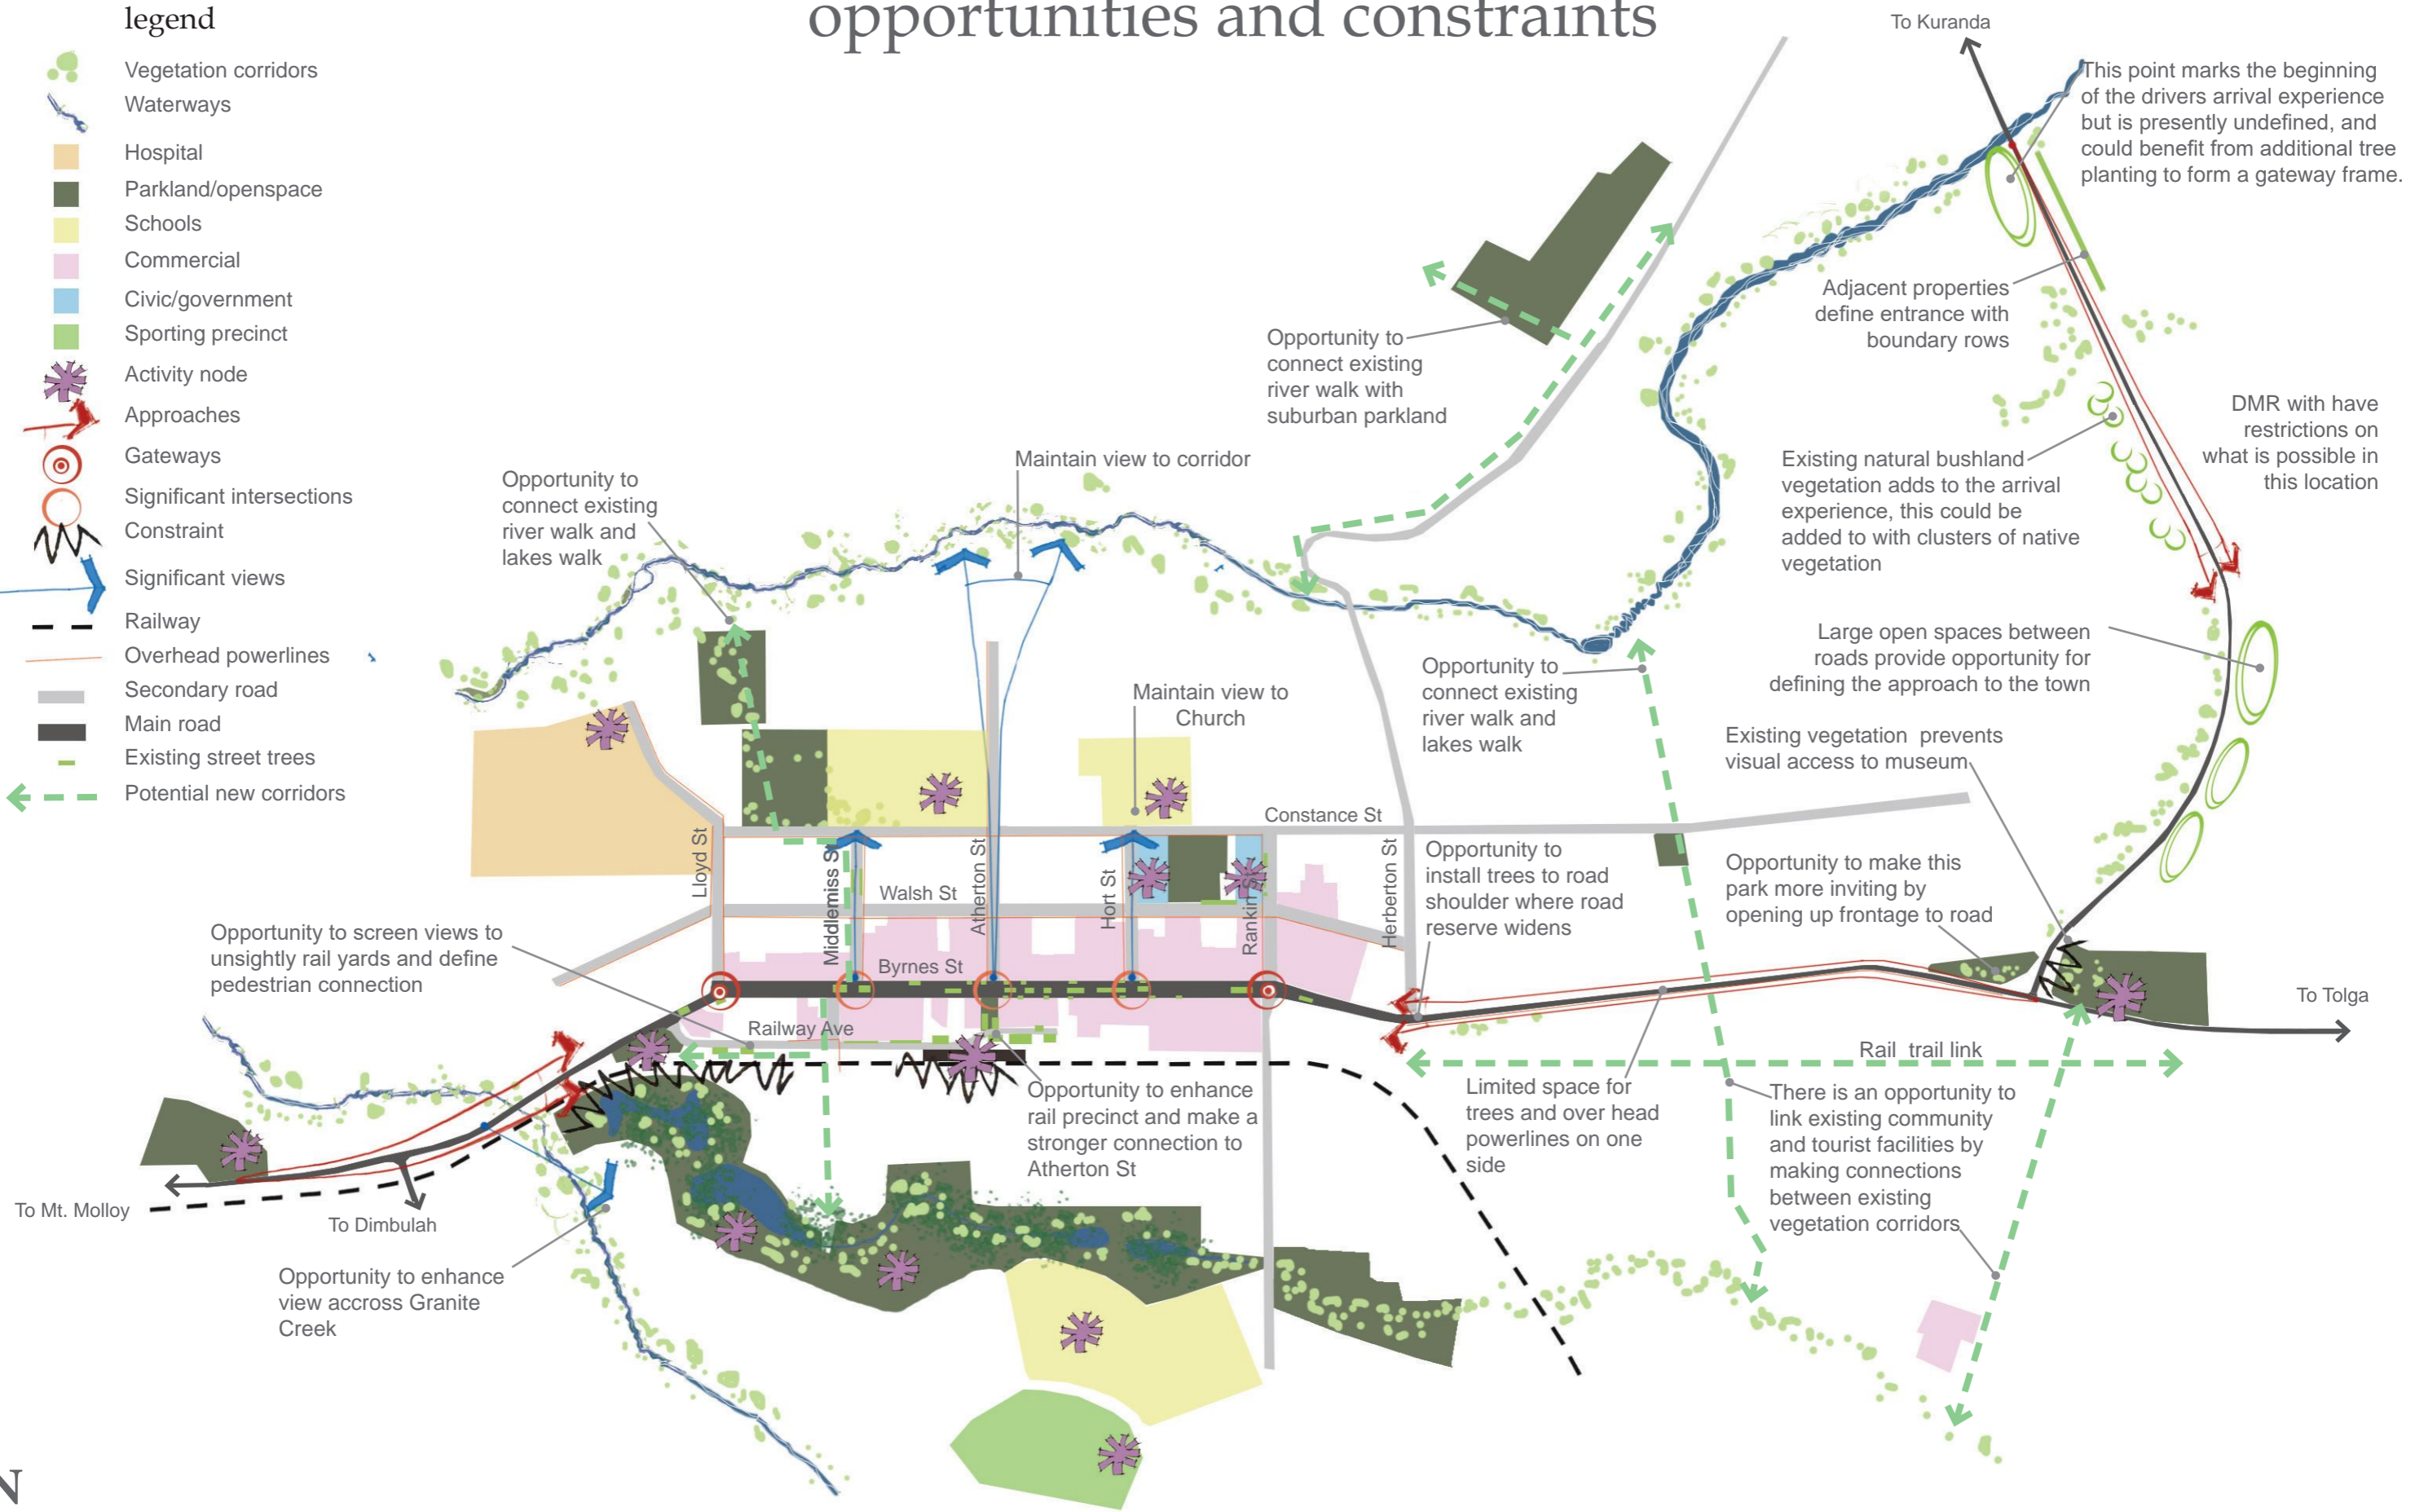 opportunities and constraints
legend
Vegetation corridors
Waterways
Hospital
Parkland/openspace
Schools
Commercial
Civic/government
Sporting precinct
Activity node
Approaches
Gateways
Significant intersections
Constraint
Significant views
Railway
Overhead powerlines
Secondary road
Main road
Existing street trees
Potential new corridors
To Kuranda
This point marks the beginning
of the drivers arrival experience
but is presently undefined, and
could benefit from additional tree
planting to form a gateway frame.
Adjacent properties
define entrance with
boundary rows
DMR with have
restrictions on
what is possible in
this location
Opportunity to
connect existing
river walk with
suburban parkland
Existing natural bushland
vegetation adds to the arrival
experience, this could be
added to with clusters of native
vegetation
Maintain view to corridor
Opportunity to
connect existing
river walk and
lakes walk
Large open spaces between
roads provide opportunity for
defining the approach to the town
Opportunity to
connect existing
river walk and
lakes walk
Maintain view to
Church
Existing vegetation prevents
visual access to museum
Constance St
Lloyd St
Middlemiss St
Atherton St
Hort St
Rankin St
Herberton St
Walsh St
Byrnes St
Railway Ave
Opportunity to
install trees to road
shoulder where road
reserve widens
Opportunity to make this
park more inviting by
opening up frontage to road
Opportunity to screen views to
unsightly rail yards and define
pedestrian connection
To Tolga
Rail trail link
Opportunity to enhance
rail precinct and make a
stronger connection to
Atherton St
Limited space for
trees and over head
powerlines on one
side
There is an opportunity to
link existing community
and tourist facilities by
making connections
between existing
vegetation corridors
To Mt. Molloy
To Dimbulah
Opportunity to enhance
view accross Granite
Creek
N